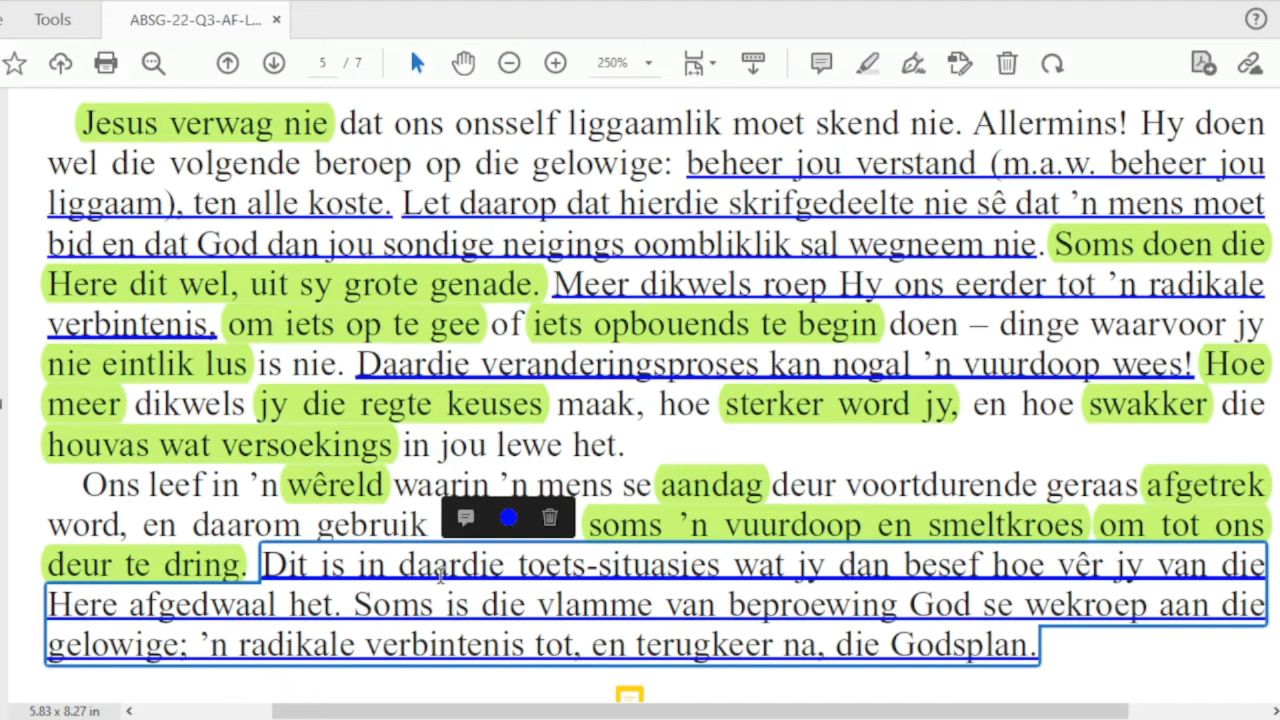 e Tools ABSG-22-Q3-AF-L... ×
5 / 7 250%
Jesus verwag nie dat ons onsself liggaamlik moet skend nie. Allermins! Hy doen
wel die volgende beroep op die gelowige: beheer jou verstand (m.a.w. beheer jou
liggaam), ten alle koste. Let daarop dat hierdie skrifgedeelte nie sê dat ’n mens moet
bid en dat God dan jou sondige neigings oombliklik sal wegneem nie. Soms doen die
Here dit wel, uit sy grote genade. Meer dikwels roep Hy ons eerder tot ’n radikale
verbintenis, om iets op te gee of iets opbouends te begin doen – dinge waarvoor jy
nie eintlik lus is nie. Daardie veranderingsproses kan nogal ’n vuurdoop wees! Hoe
meer dikwels jy die regte keuses maak, hoe sterker word jy, en hoe swakker die
houvas wat versoekings in jou lewe het.
Ons leef in ’n wêreld waarin ’n mens se aandag deur voortdurende geraas afgetrek
word, en daarom gebruik soms ’n vuurdoop en smeltkroes om tot ons
deur te dring. Dit is in daardie toets-situasies wat jy dan besef hoe vêr jy van die
Here afgedwaal het. Soms is die vlamme van beproewing God se wekroep aan die
gelowige; ’n radikale verbintenis tot, en terugkeer na, die Godsplan.
5.83 x 8.27 in